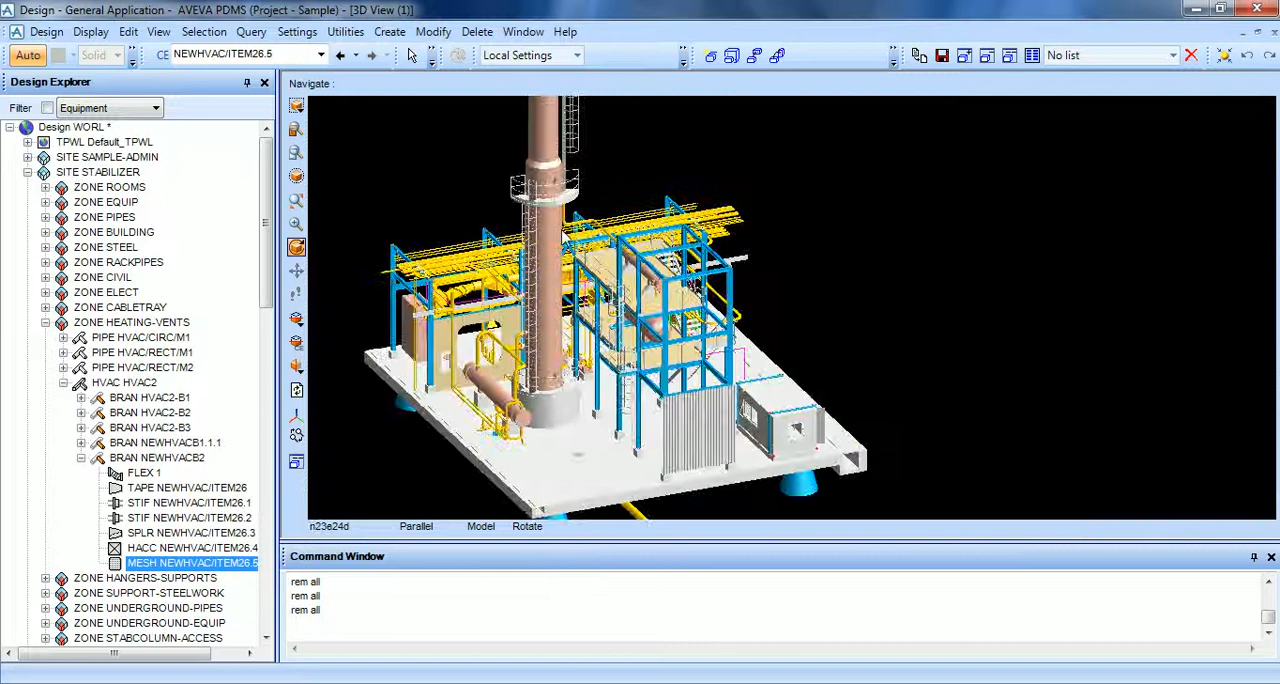 Design - General Application - AVEVA PDMS (Project - Sample) - [3D View (1)]
Design Display Edit View Selection Query Settings Utilities Create Modify Delete Window Help
Auto Solid CE NEWHVAC/ITEM26.5 Local Settings No list
Design Explorer
Navigate :
Filter Equipment
Design WORL *
TPWL Default_TPWL
SITE SAMPLE-ADMIN
SITE STABILIZER
ZONE ROOMS
ZONE EQUIP
ZONE PIPES
ZONE BUILDING
ZONE STEEL
ZONE RACKPIPES
ZONE CIVIL
ZONE ELECT
ZONE CABLETRAY
ZONE HEATING-VENTS
PIPE HVAC/CIRC/M1
PIPE HVAC/RECT/M1
PIPE HVAC/RECT/M2
HVAC HVAC2
BRAN HVAC2-B1
BRAN HVAC2-B2
BRAN HVAC2-B3
BRAN NEWHVACB1.1.1
BRAN NEWHVACB2
FLEX 1
TAPE NEWHVAC/ITEM26
STIF NEWHVAC/ITEM26.1
STIF NEWHVAC/ITEM26.2
SPLR NEWHVAC/ITEM26.3
HACC NEWHVAC/ITEM26.4
MESH NEWHVAC/ITEM26.5
ZONE HANGERS-SUPPORTS
ZONE SUPPORT-STEELWORK
ZONE UNDERGROUND-PIPES
ZONE UNDERGROUND-EQUIP
ZONE STABCOLUMN-ACCESS
n23e24d Parallel Model Rotate
Command Window
rem all
rem all
rem all